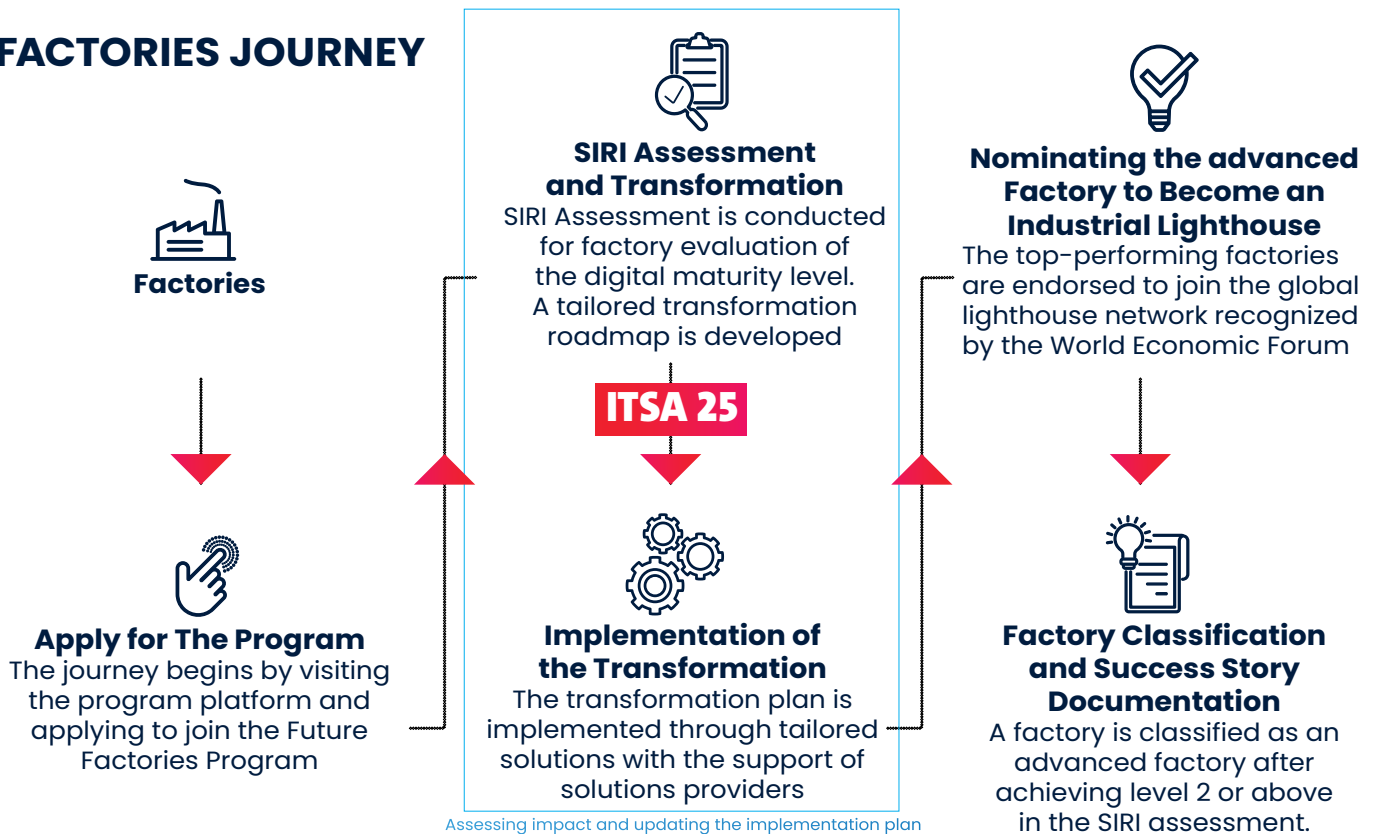 FACTORIES JOURNEY
Factories
Apply for The Program
The journey begins by visiting
the program platform and
applying to join the Future
Factories Program
SIRI Assessment
and Transformation
SIRI Assessment is conducted
for factory evaluation of
the digital maturity level.
A tailored transformation
roadmap is developed
ITSA 25
Implementation of
the Transformation
The transformation plan is
implemented through tailored
solutions with the support of
solutions providers
Assessing impact and updating the implementation plan
Nominating the advanced
Factory to Become an
Industrial Lighthouse
The top-performing factories
are endorsed to join the global
lighthouse network recognized
by the World Economic Forum
Factory Classification
and Success Story
Documentation
A factory is classified as an
advanced factory after
achieving level 2 or above
in the SIRI assessment.